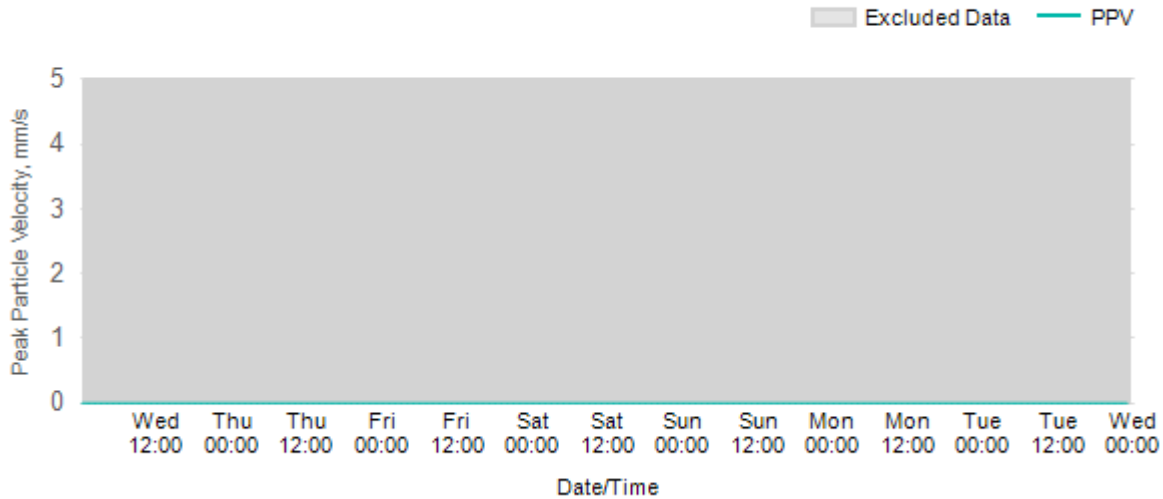 Excluded Data PPV
Peak Particle Velocity, mm/s
5
4
3
2
1
0
Wed Thu Thu Fri Fri Sat Sat Sun Sun Mon Mon Tue Tue Wed
12:00 00:00 12:00 00:00 12:00 00:00 12:00 00:00 12:00 00:00 12:00 00:00 12:00 00:00
Date/Time